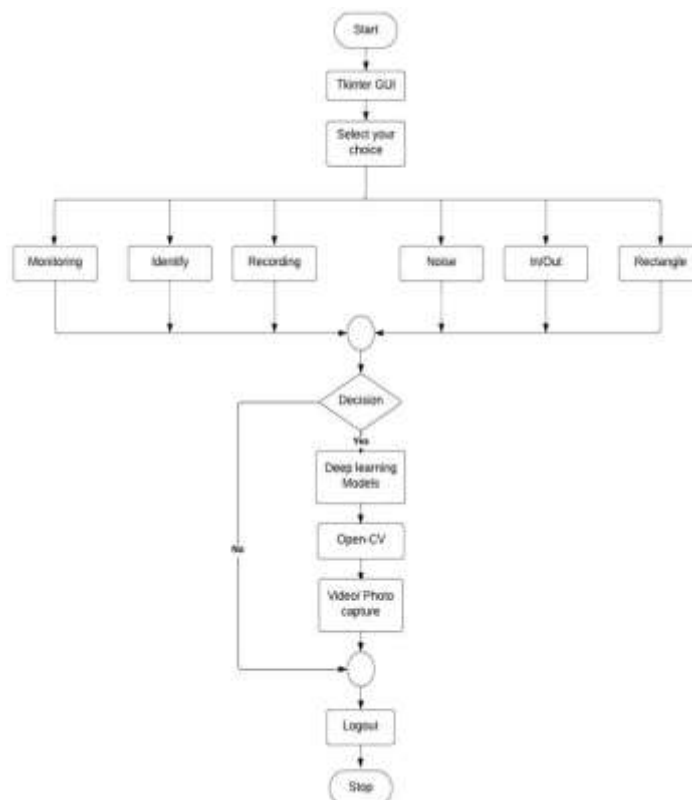 Start
Tkinter GUI
Select your
choice
Monitoring
Identify
Recording
Noise
In/Out
Rectangle
Decision
Yes
Deep learning
Models
No
Open-CV
Video/ Photo
capture
Logout
Stop